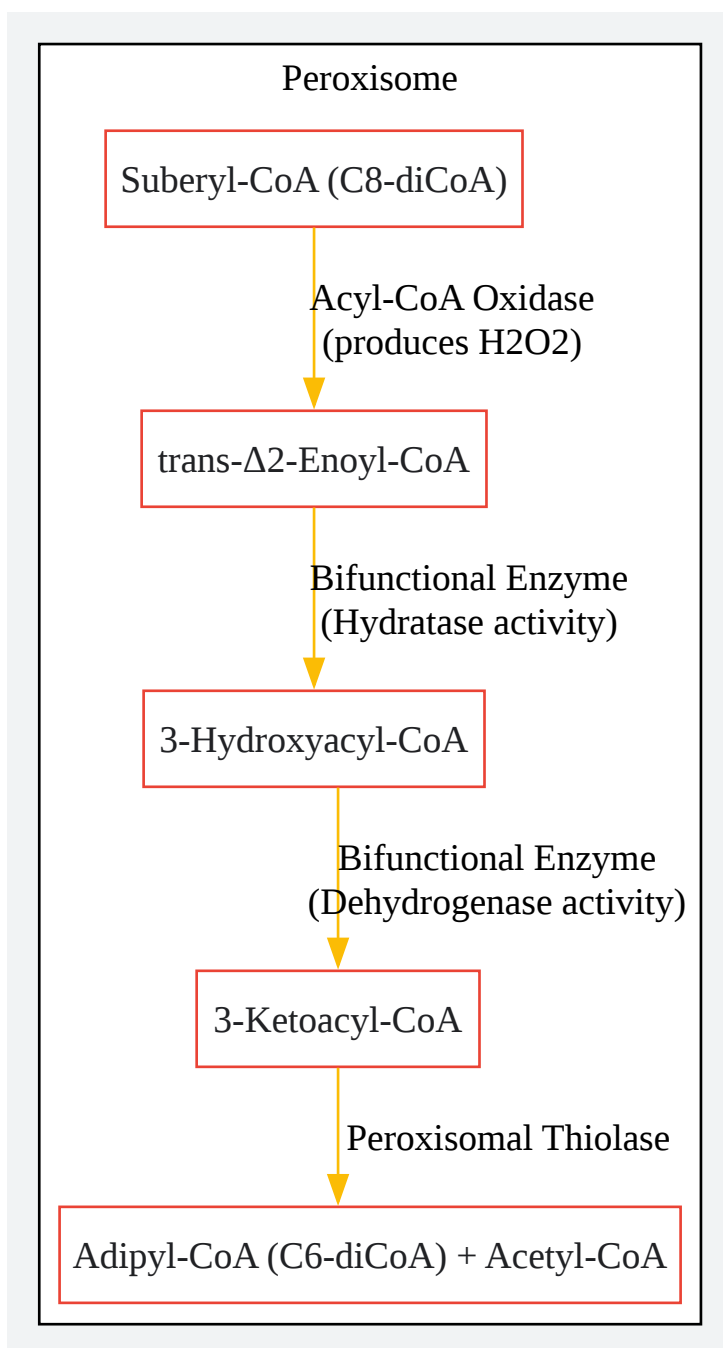 Peroxisome
Suberyl-CoA (C8-diCoA)
Acyl-CoA Oxidase
(produces H2O2)
trans-Δ2-Enoyl-CoA
Bifunctional Enzyme
(Hydratase activity)
3-Hydroxyacyl-CoA
Bifunctional Enzyme
(Dehydrogenase activity)
3-Ketoacyl-CoA
Peroxisomal Thiolase
Adipyl-CoA (C6-diCoA) + Acetyl-CoA